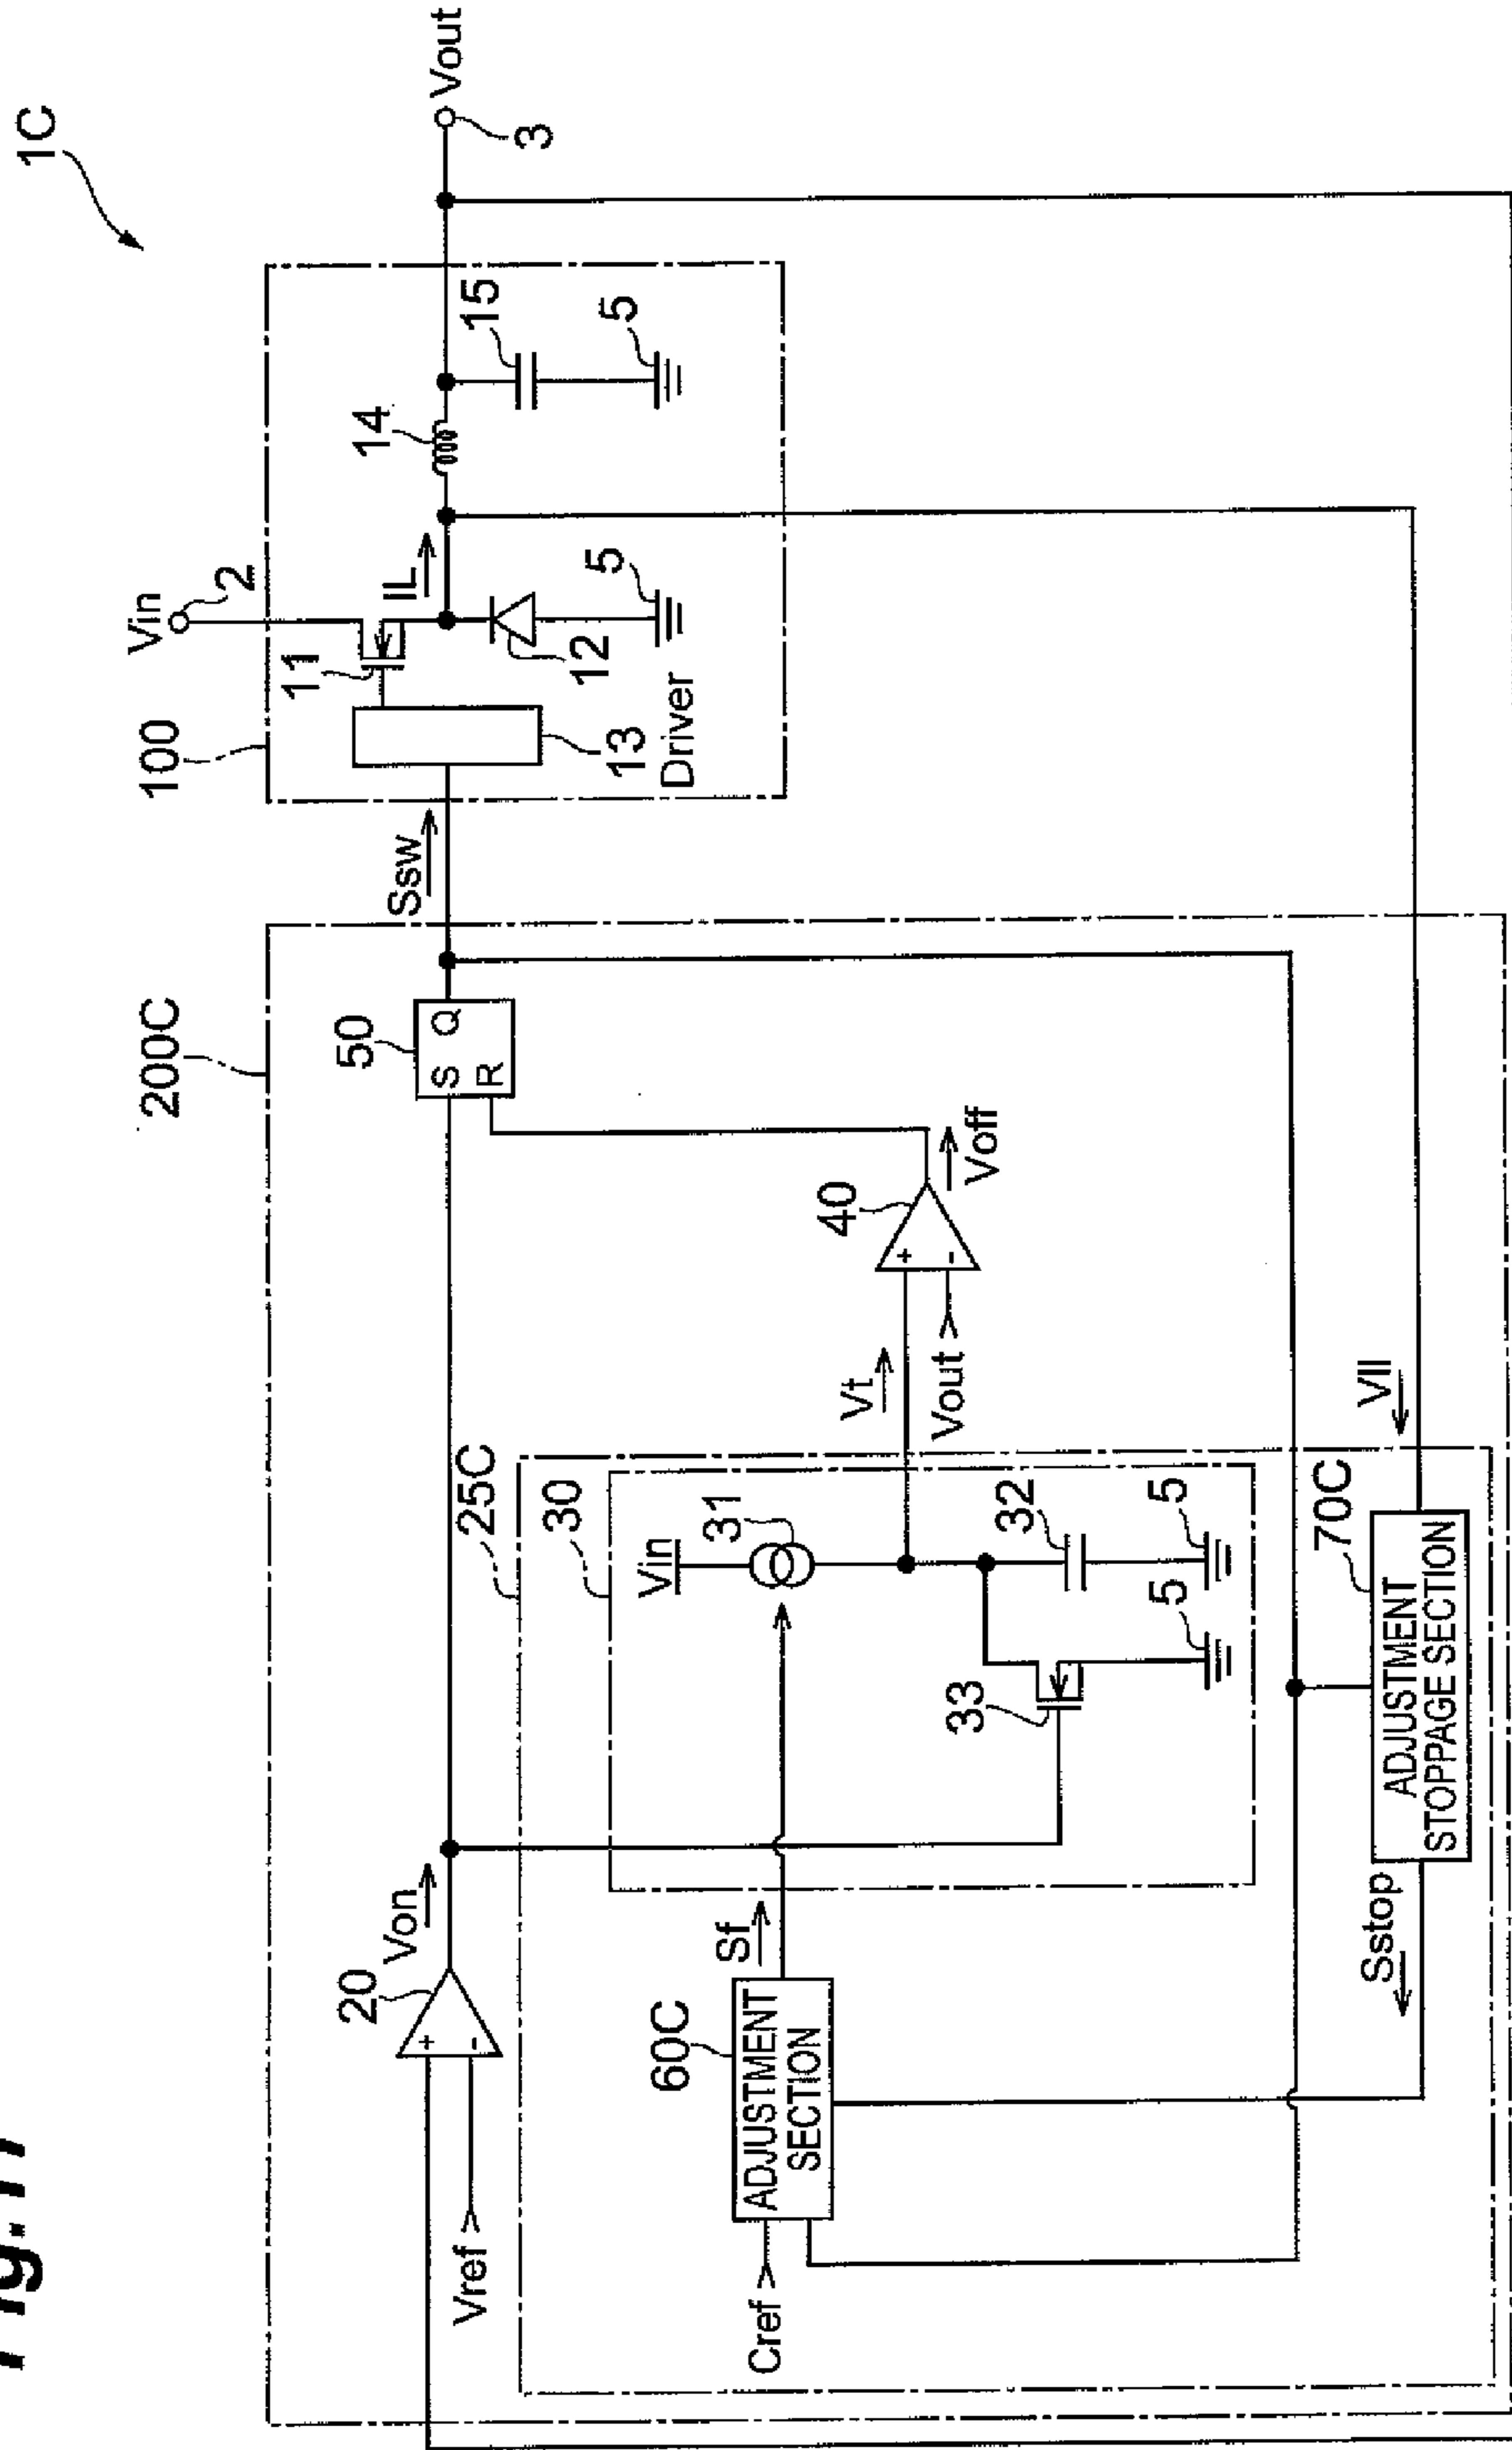 Fig.11
1C
200C
100
Vin
2
Vout
3
11
IL
14
15
12
5
5
13
Driver
Ssw
50
S
Q
R
20
Von
+
-
Vref >
25C
30
Vin
31
Vt
40
+
-
Vout >
Voff
32
33
5
5
60C
Sf
ADJUSTMENT
SECTION
Cref >
70C
ADJUSTMENT
STOPPAGE SECTION
Sstop